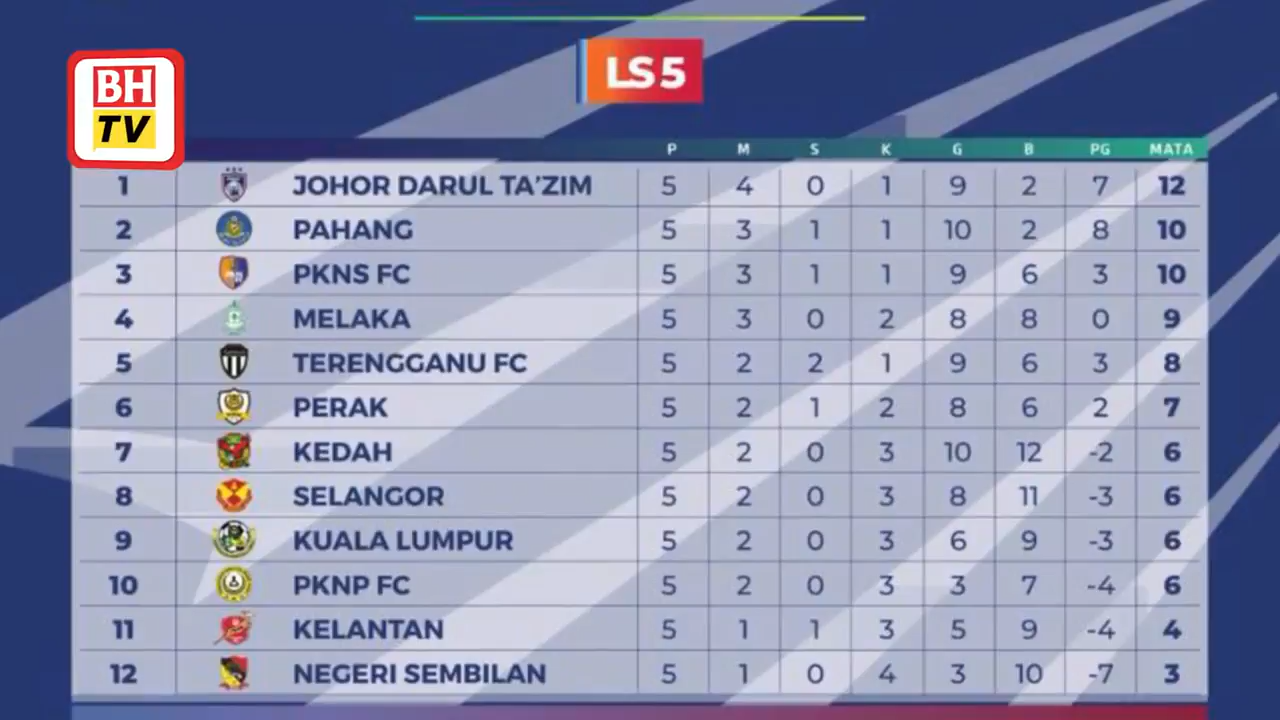 LS 5
BH
TV
P M S K G B PG MATA
1 JOHOR DARUL TA'ZIM 5 4 0 1 9 2 7 12
2 PAHANG 5 3 1 1 10 2 8 10
3 PKNS FC 5 3 1 1 9 6 3 10
4 MELAKA 5 3 0 2 8 8 0 9
5 TERENGGANU FC 5 2 2 1 9 6 3 8
6 PERAK 5 2 1 2 8 6 2 7
7 KEDAH 5 2 0 3 10 12 -2 6
8 SELANGOR 5 2 0 3 8 11 -3 6
9 KUALA LUMPUR 5 2 0 3 6 9 -3 6
10 PKNP FC 5 2 0 3 3 7 -4 6
11 KELANTAN 5 1 1 3 5 9 -4 4
12 NEGERI SEMBILAN 5 1 0 4 3 10 -7 3